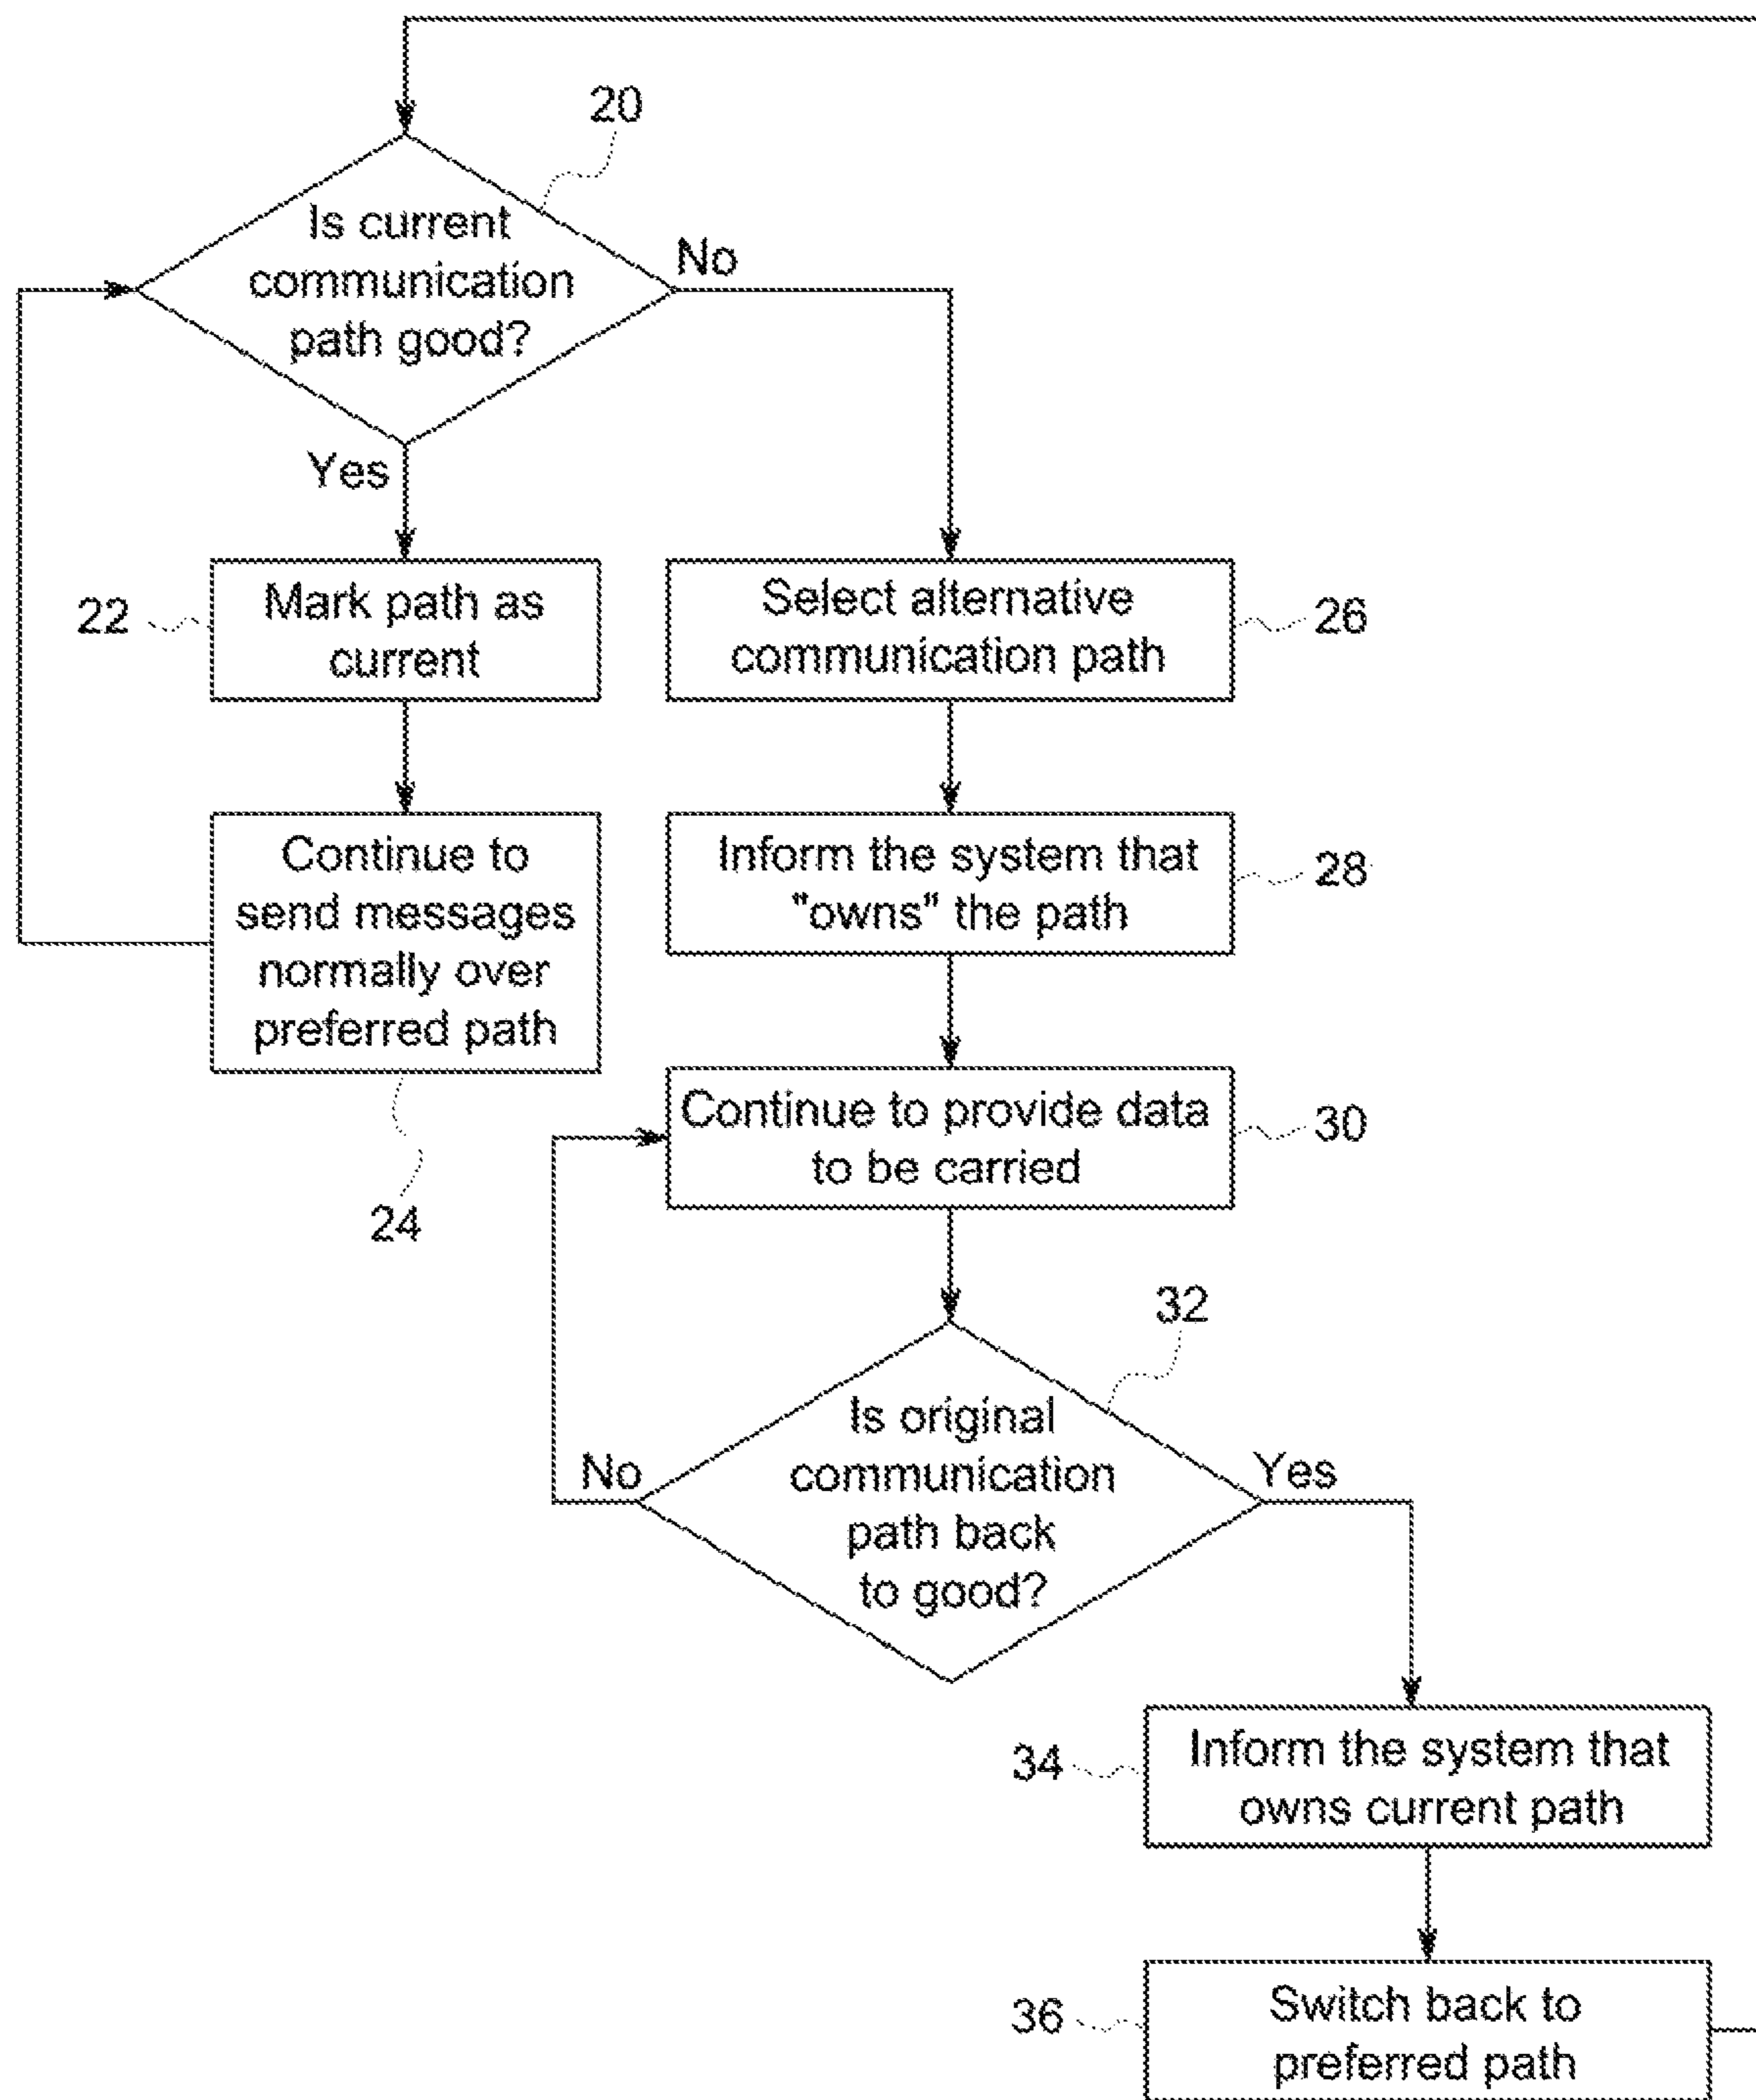 20
Is current
communication
path good?
No
Yes
22
Mark path as
current
Select alternative
communication path
26
Continue to
send messages
normally over
preferred path
24
Inform the system that
"owns" the path
28
Continue to provide data
to be carried
30
32
Is original
communication
path back
to good?
No
Yes
34
Inform the system that
owns current path
36
Switch back to
preferred path